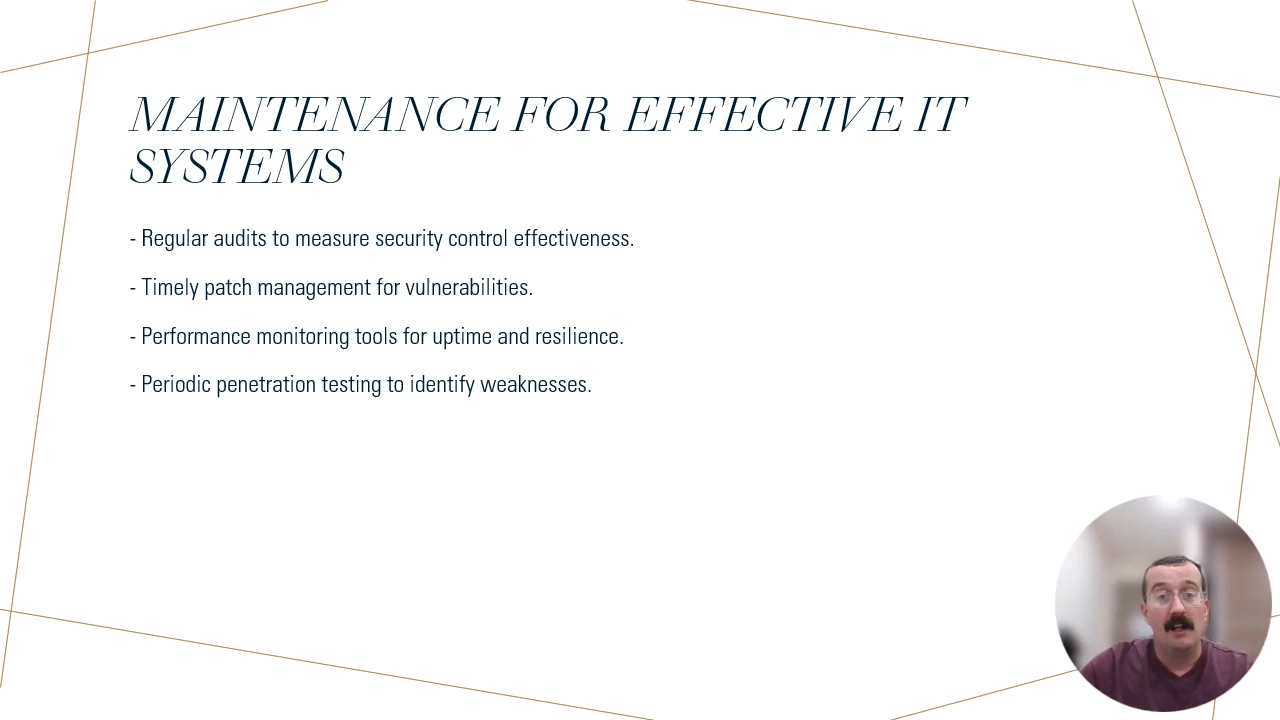 MAINTENANCE FOR EFFECTIVE IT
SYSTEMS
- Regular audits to measure security control effectiveness.
- Timely patch management for vulnerabilities.
- Performance monitoring tools for uptime and resilience.
- Periodic penetration testing to identify weaknesses.